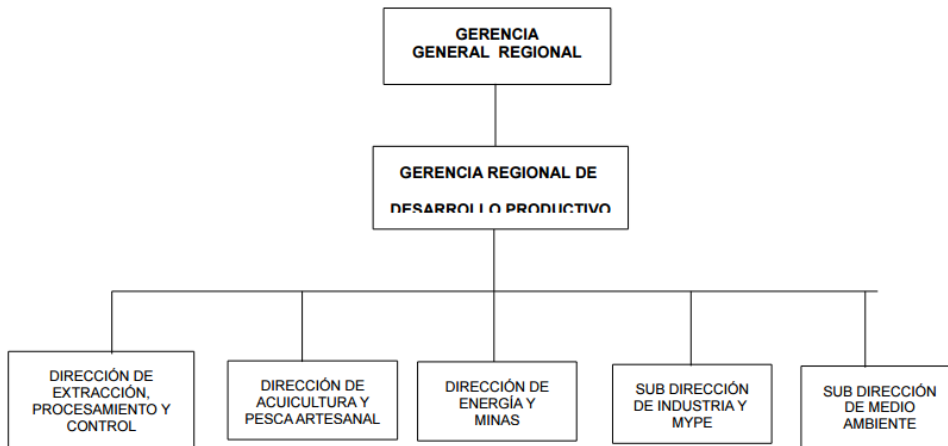 GERENCIA
GENERAL REGIONAL
GERENCIA REGIONAL DE
DESARROLLO PRODUCTIVO
DIRECCIÓN DE
EXTRACCIÓN,
PROCESAMIENTO Y
CONTROL
DIRECCIÓN DE
ACUICULTURA Y
PESCA ARTESANAL
DIRECCIÓN DE
ENERGÍA Y
MINAS
SUB DIRECCIÓN
DE INDUSTRIA Y
MYPE
SUB DIRECCIÓN
DE MEDIO
AMBIENTE